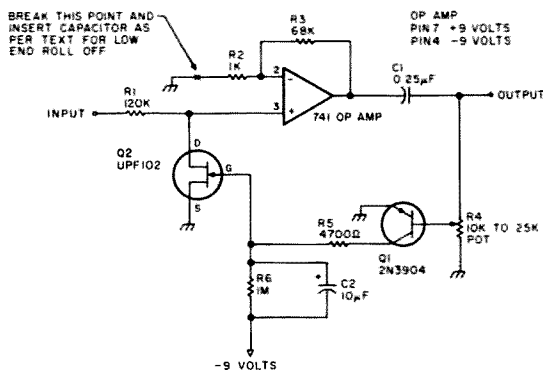 BREAK THIS POINT AND
INSERT CAPACITOR AS
PER TEXT FOR LOW
END ROLL OFF
R3
68K
OP AMP
PIN7 +9 VOLTS
PIN4 -9 VOLTS
R2
1K
2
-
C1
0.25µF
R1
120K
INPUT
3
+
741 OP AMP
OUTPUT
D
Q2
UPF102
G
S
R5
4700Ω
R4
10K TO 25K
POT
Q1
2N3904
R6
1M
+
C2
10µF
-9 VOLTS